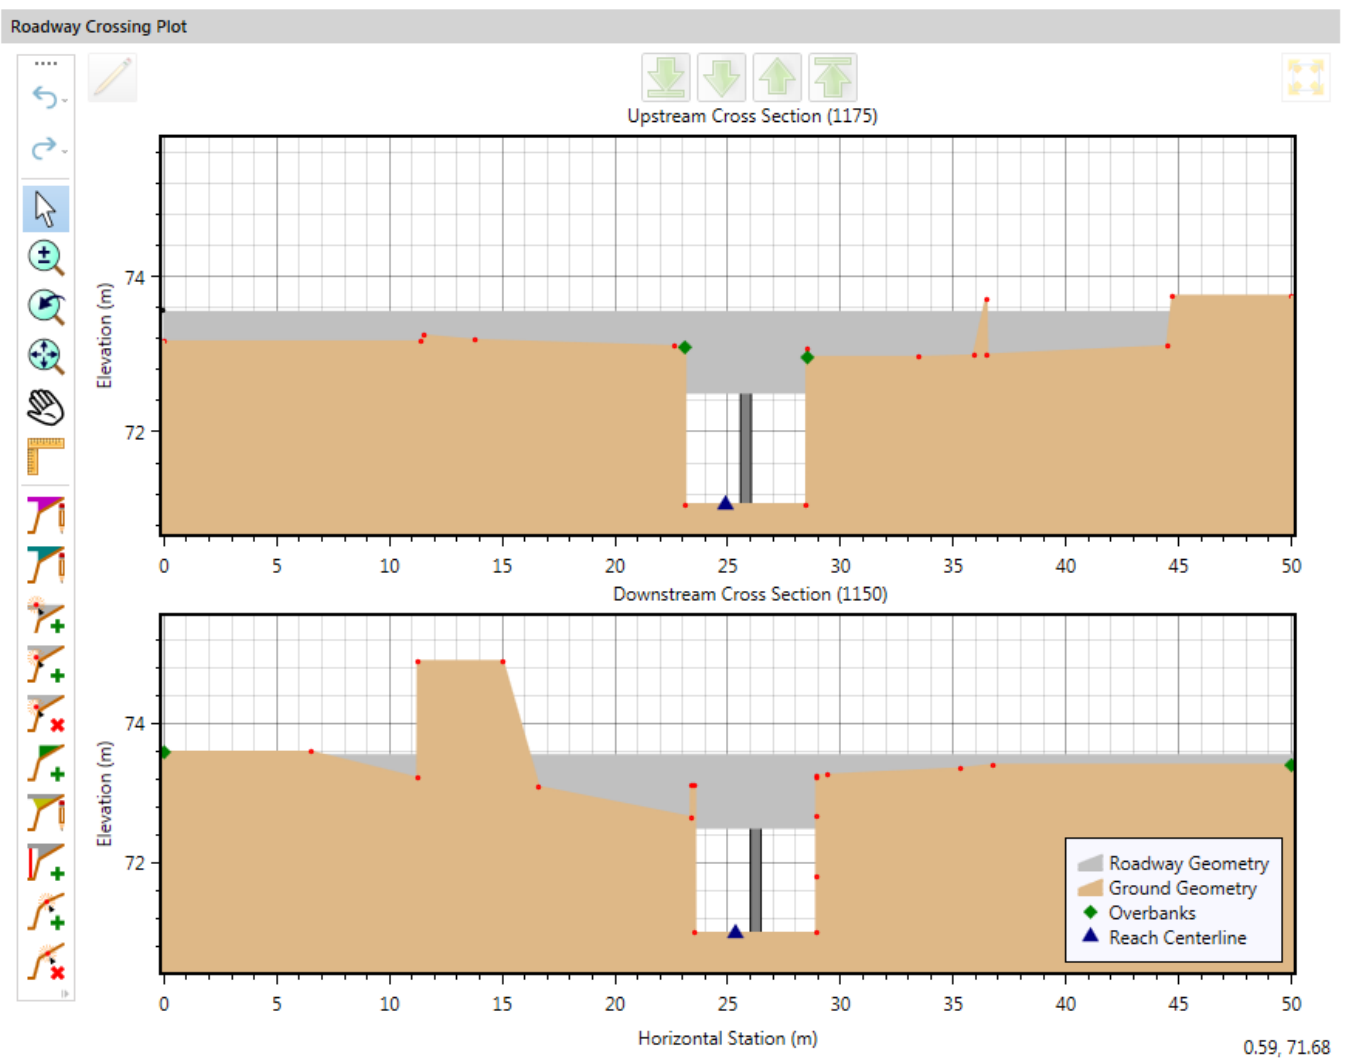 Roadway Crossing Plot
Upstream Cross Section (1175)
Elevation (m)
74
72
0 5 10 15 20 25 30 35 40 45 50
Downstream Cross Section (1150)
Elevation (m)
74
72
Roadway Geometry
Ground Geometry
Overbanks
Reach Centerline
0 5 10 15 20 25 30 35 40 45 50
Horizontal Station (m)
0.59, 71.68